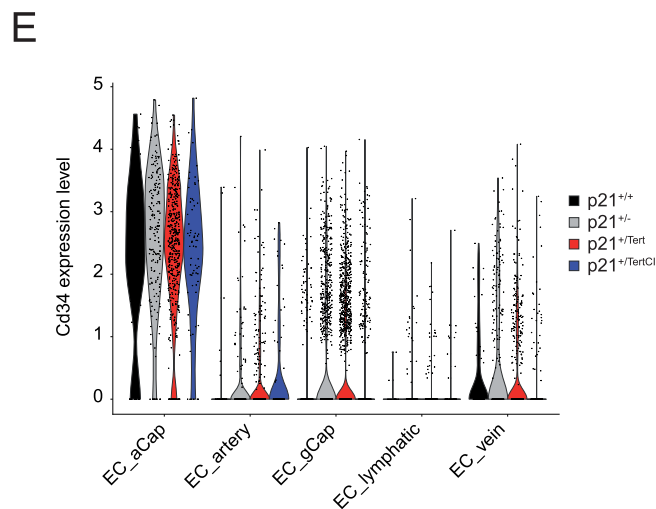 E
Cd34 expression level
5
4
3
2
1
0
EC_aCap
EC_artery
EC_gCap
EC_lymphatic
EC_vein
p21+/+
p21+/-
p21+/Tert
p21+/TertCI